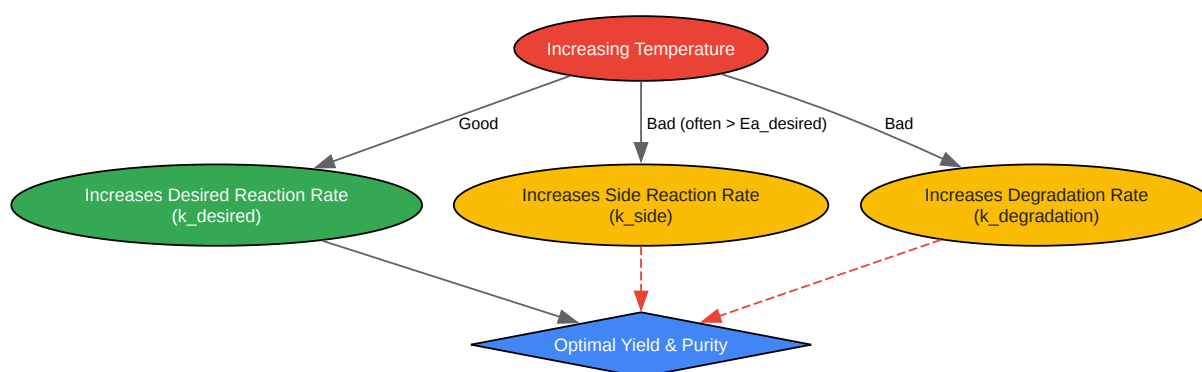 Increasing Temperature
Good
Bad (often > Ea_desired)
Bad
Increases Desired Reaction Rate
(k_desired)
Increases Side Reaction Rate
(k_side)
Increases Degradation Rate
(k_degradation)
Optimal Yield & Purity